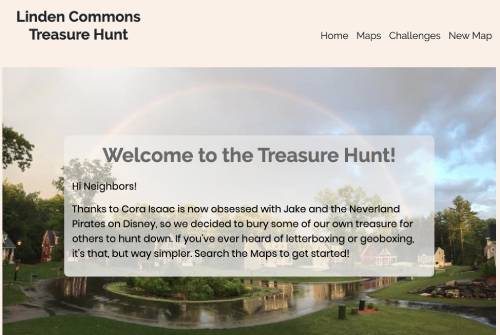 Linden Commons
Treasure Hunt
Home Maps Challenges New Map
Welcome to the Treasure Hunt!
Hi Neighbors!
Thanks to Cora Isaac is now obsessed with Jake and the Neverland
Pirates on Disney, so we decided to bury some of our own treasure for
others to hunt down. If you've ever heard of letterboxing or geoboxing,
it's that, but way simpler. Search the Maps to get started!